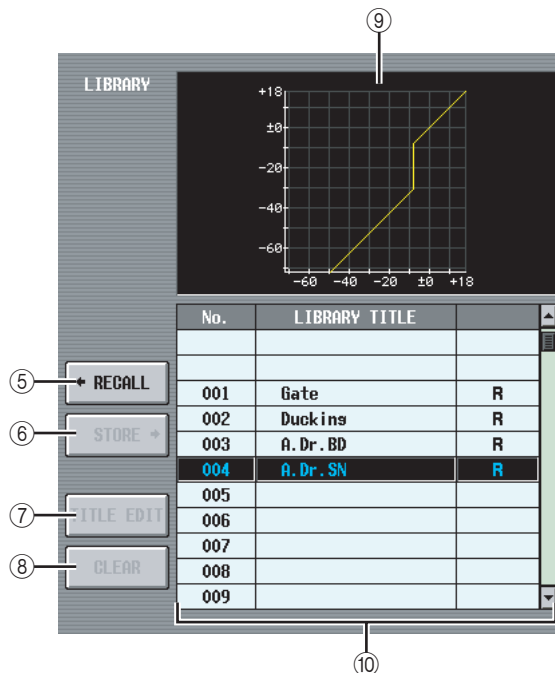 ⑨
LIBRARY
+18
±0
-20
-40
-60
-60 -40 -20 ±0 +18
No. LIBRARY TITLE
⑤ RECALL
001 Gate R
⑥ STORE
002 Ducking R
003 A.Dr.BD R
004 A.Dr.SN R
005
⑦ TITLE EDIT
006
007
⑧ CLEAR
008
009
⑩